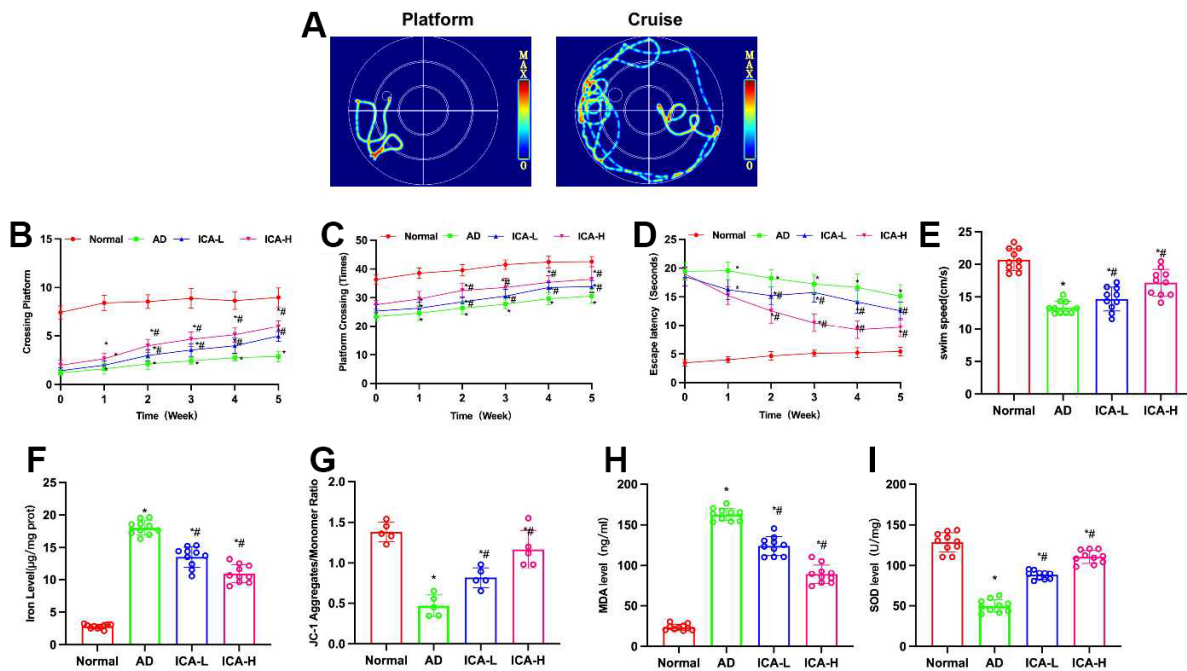 A
Platform
Cruise
MAX
0
MAX
0
B
Normal AD ICA-L ICA-H
Crossing Platform
15
10
5
0
0 1 2 3 4 5
Time (Week)
* * * *# * *# *# * *# *# * *# # *
C
Normal AD ICA-L ICA-H
Platform Crossing (Times)
50
40
30
20
10
0
0 1 2 3 4 5
Time (Week)
*# * *# *# * *# *# * *# *# * *# *# *
D
Normal AD ICA-L ICA-H
Escape latency (Seconds)
25
20
15
10
5
0
0 1 2 3 4 5
Time (Week)
* * * *# *# * *# *# * *# *# * # *#
E
swim speed(cm/s)
25
20
15
10
5
0
* *# *#
Normal AD ICA-L ICA-H
F
Iron Level(μg/mg prot)
25
20
15
10
5
0
* *# *#
Normal AD ICA-L ICA-H
G
JC-1 Aggregates/Monomer Ratio
2.0
1.5
1.0
0.5
0.0
* *# *#
Normal AD ICA-L ICA-H
H
MDA level (ng/ml)
200
150
100
50
0
* *# *#
Normal AD ICA-L ICA-H
I
SOD level (U/mg)
200
150
100
50
0
* *# *#
Normal AD ICA-L ICA-H